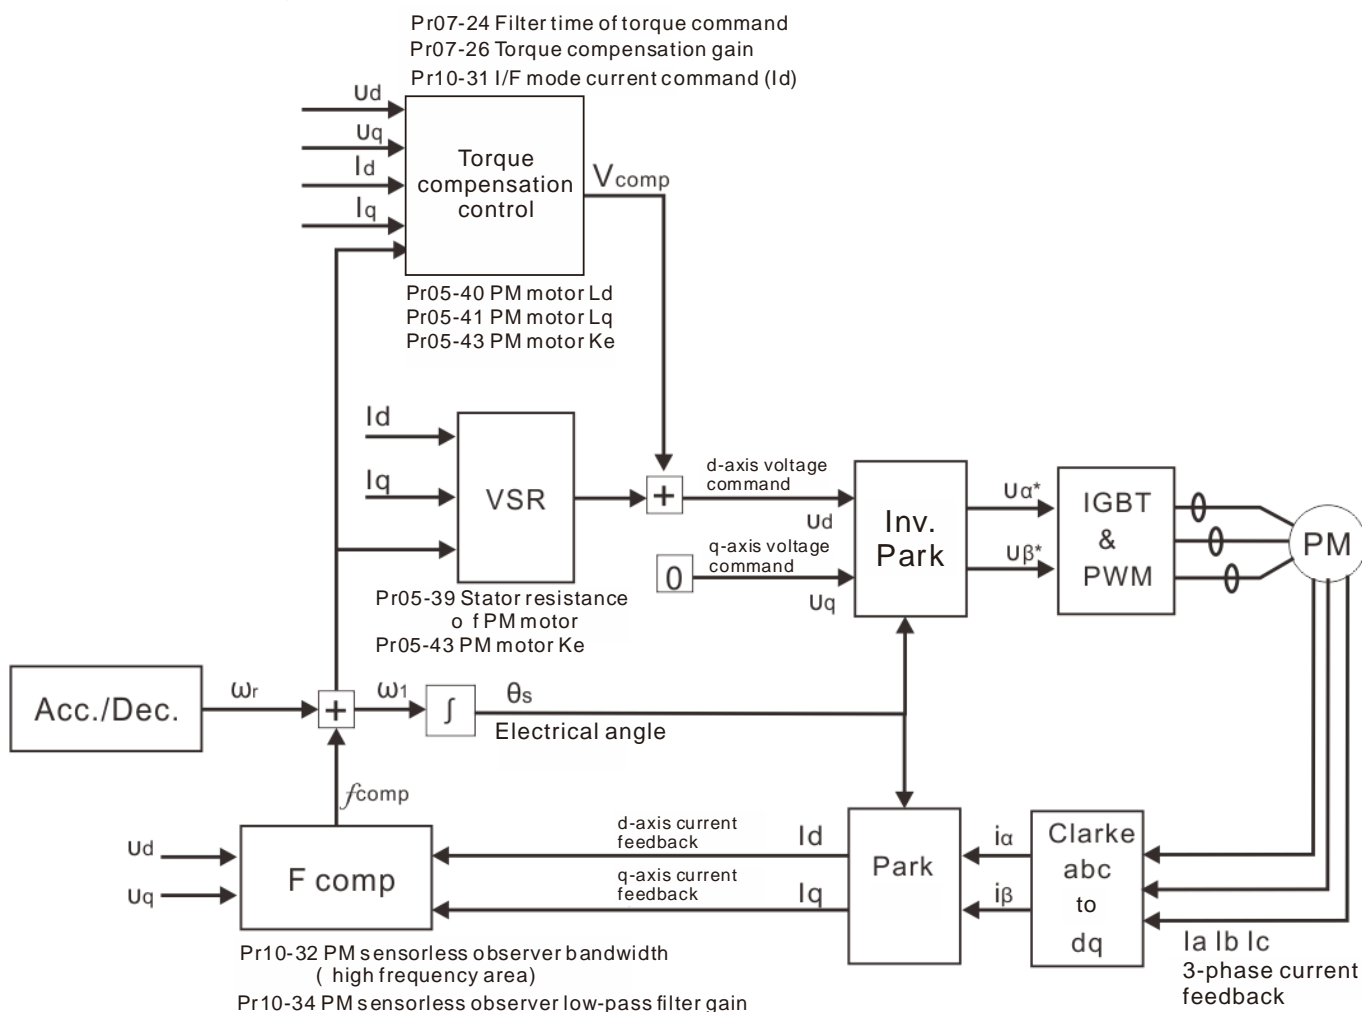 Pr07-24 Filter time of torque command
Pr07-26 Torque compensation gain
Pr10-31 I/F mode current command (Id)
ud
uq
Id
Iq
Torque
compensation
control
Vcomp
Pr05-40 PM motor Ld
Pr05-41 PM motor Lq
Pr05-43 PM motor Ke
Id
Iq
VSR
+
d-axis voltage
command
ud
0
q-axis voltage
command
uq
Inv.
Park
uα*
uβ*
IGBT
&
PWM
PM
Pr05-39 Stator resistance
o f PM motor
Pr05-43 PM motor Ke
Acc./Dec.
ωr
+
ω1
∫
θs
Electrical angle
fcomp
ud
uq
F comp
d-axis current
feedback
Id
q-axis current
feedback
Iq
Park
iα
iβ
Clarke
abc
to
dq
Ia Ib Ic
3-phase current
feedback
Pr10-32 PM sensorless observer bandwidth
( high frequency area)
Pr10-34 PM sensorless observer low-pass filter gain